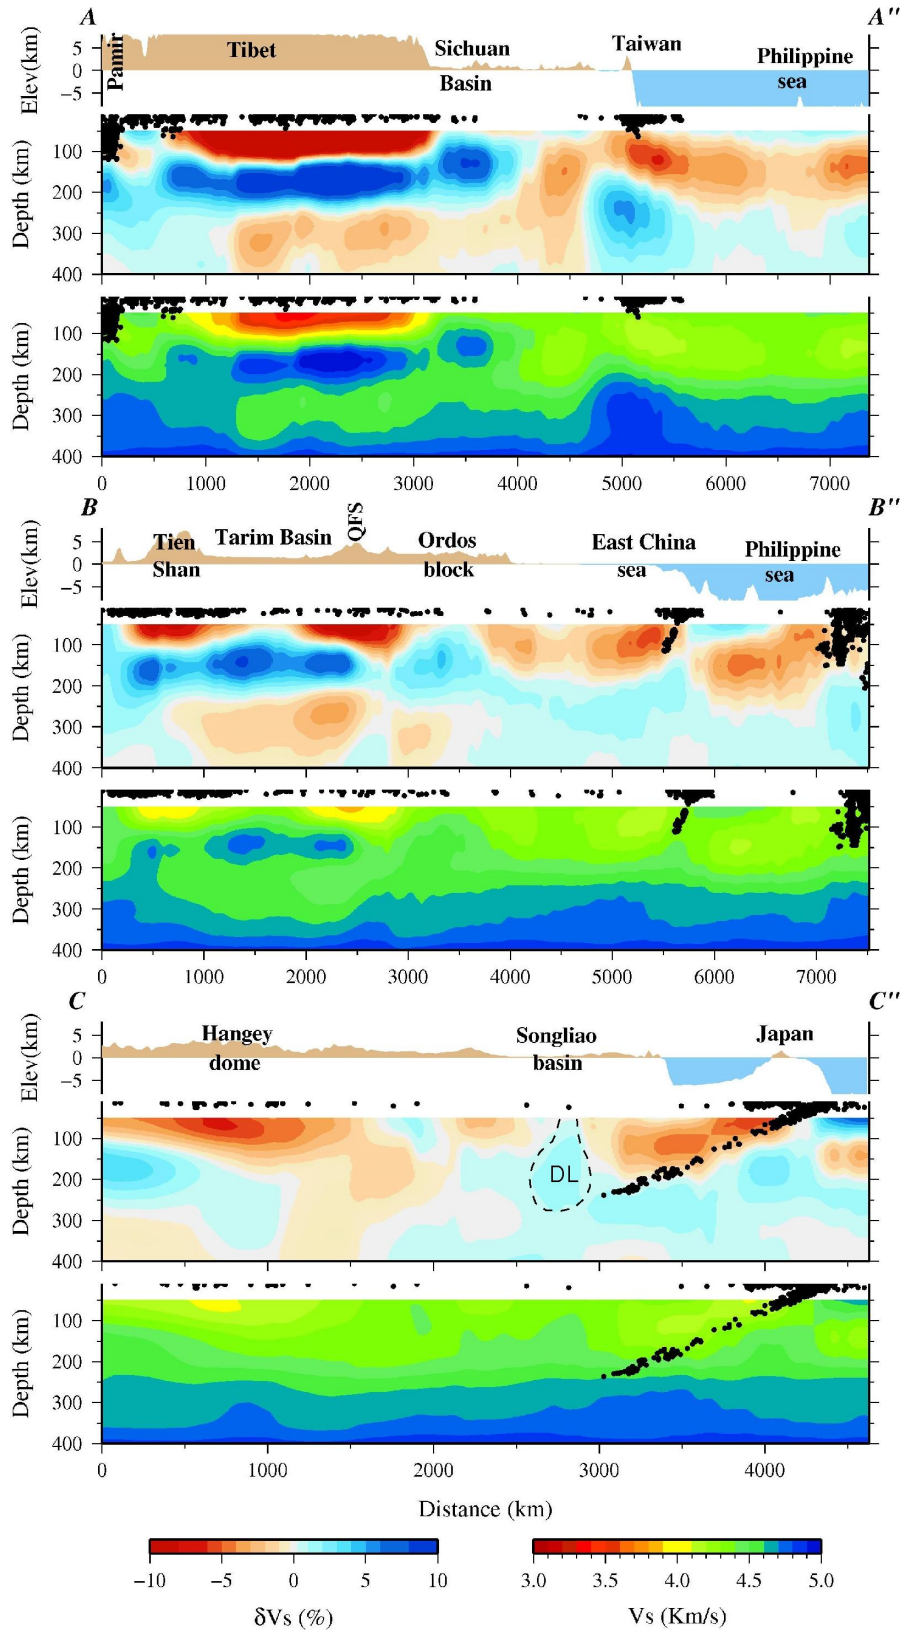 A A"
Elev(km)
5
0
−5
Pamir
Tibet
Sichuan
Basin
Taiwan
Philippine
sea
Depth (km)
100
200
300
400
Depth (km)
100
200
300
400
0 1000 2000 3000 4000 5000 6000 7000
B B"
Elev(km)
5
0
−5
Tien
Shan
Tarim Basin
QFS
Ordos
block
East China
sea
Philippine
sea
Depth (km)
100
200
300
400
Depth (km)
100
200
300
400
0 1000 2000 3000 4000 5000 6000 7000
C C"
Elev(km)
5
0
−5
Hangey
dome
Songliao
basin
Japan
Depth (km)
100
200
300
400
DL
Depth (km)
100
200
300
400
0 1000 2000 3000 4000
Distance (km)
−10 −5 0 5 10
δVs (%)
3.0 3.5 4.0 4.5 5.0
Vs (Km/s)